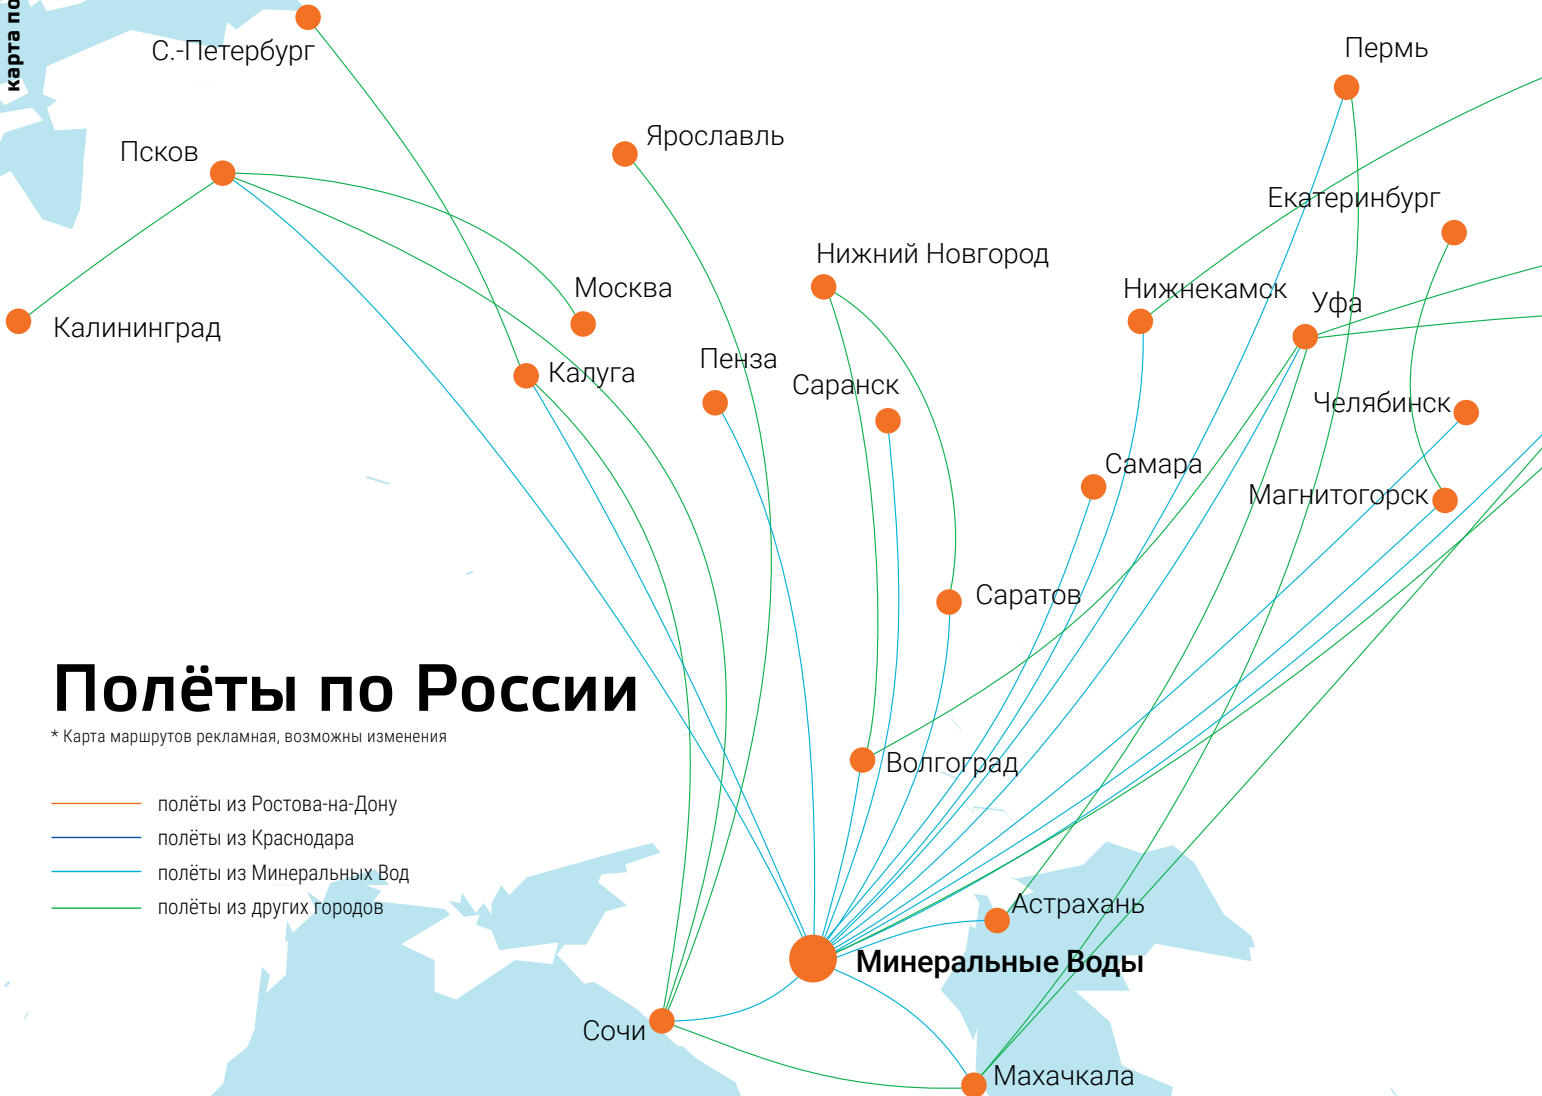 карта по
С.-Петербург
Пермь
Ярославль
Псков
Екатеринбург
Нижний Новгород
Москва
Нижнекамск
Уфа
Калининград
Пенза
Калуга
Саранск
Челябинск
Самара
Магнитогорск
Саратов
Полёты по России
* Карта маршрутов рекламная, возможны изменения
Волгоград
полёты из Ростова-на-Дону
полёты из Краснодара
полёты из Минеральных Вод
полёты из других городов
Астрахань
Минеральные Воды
Сочи
Махачкала